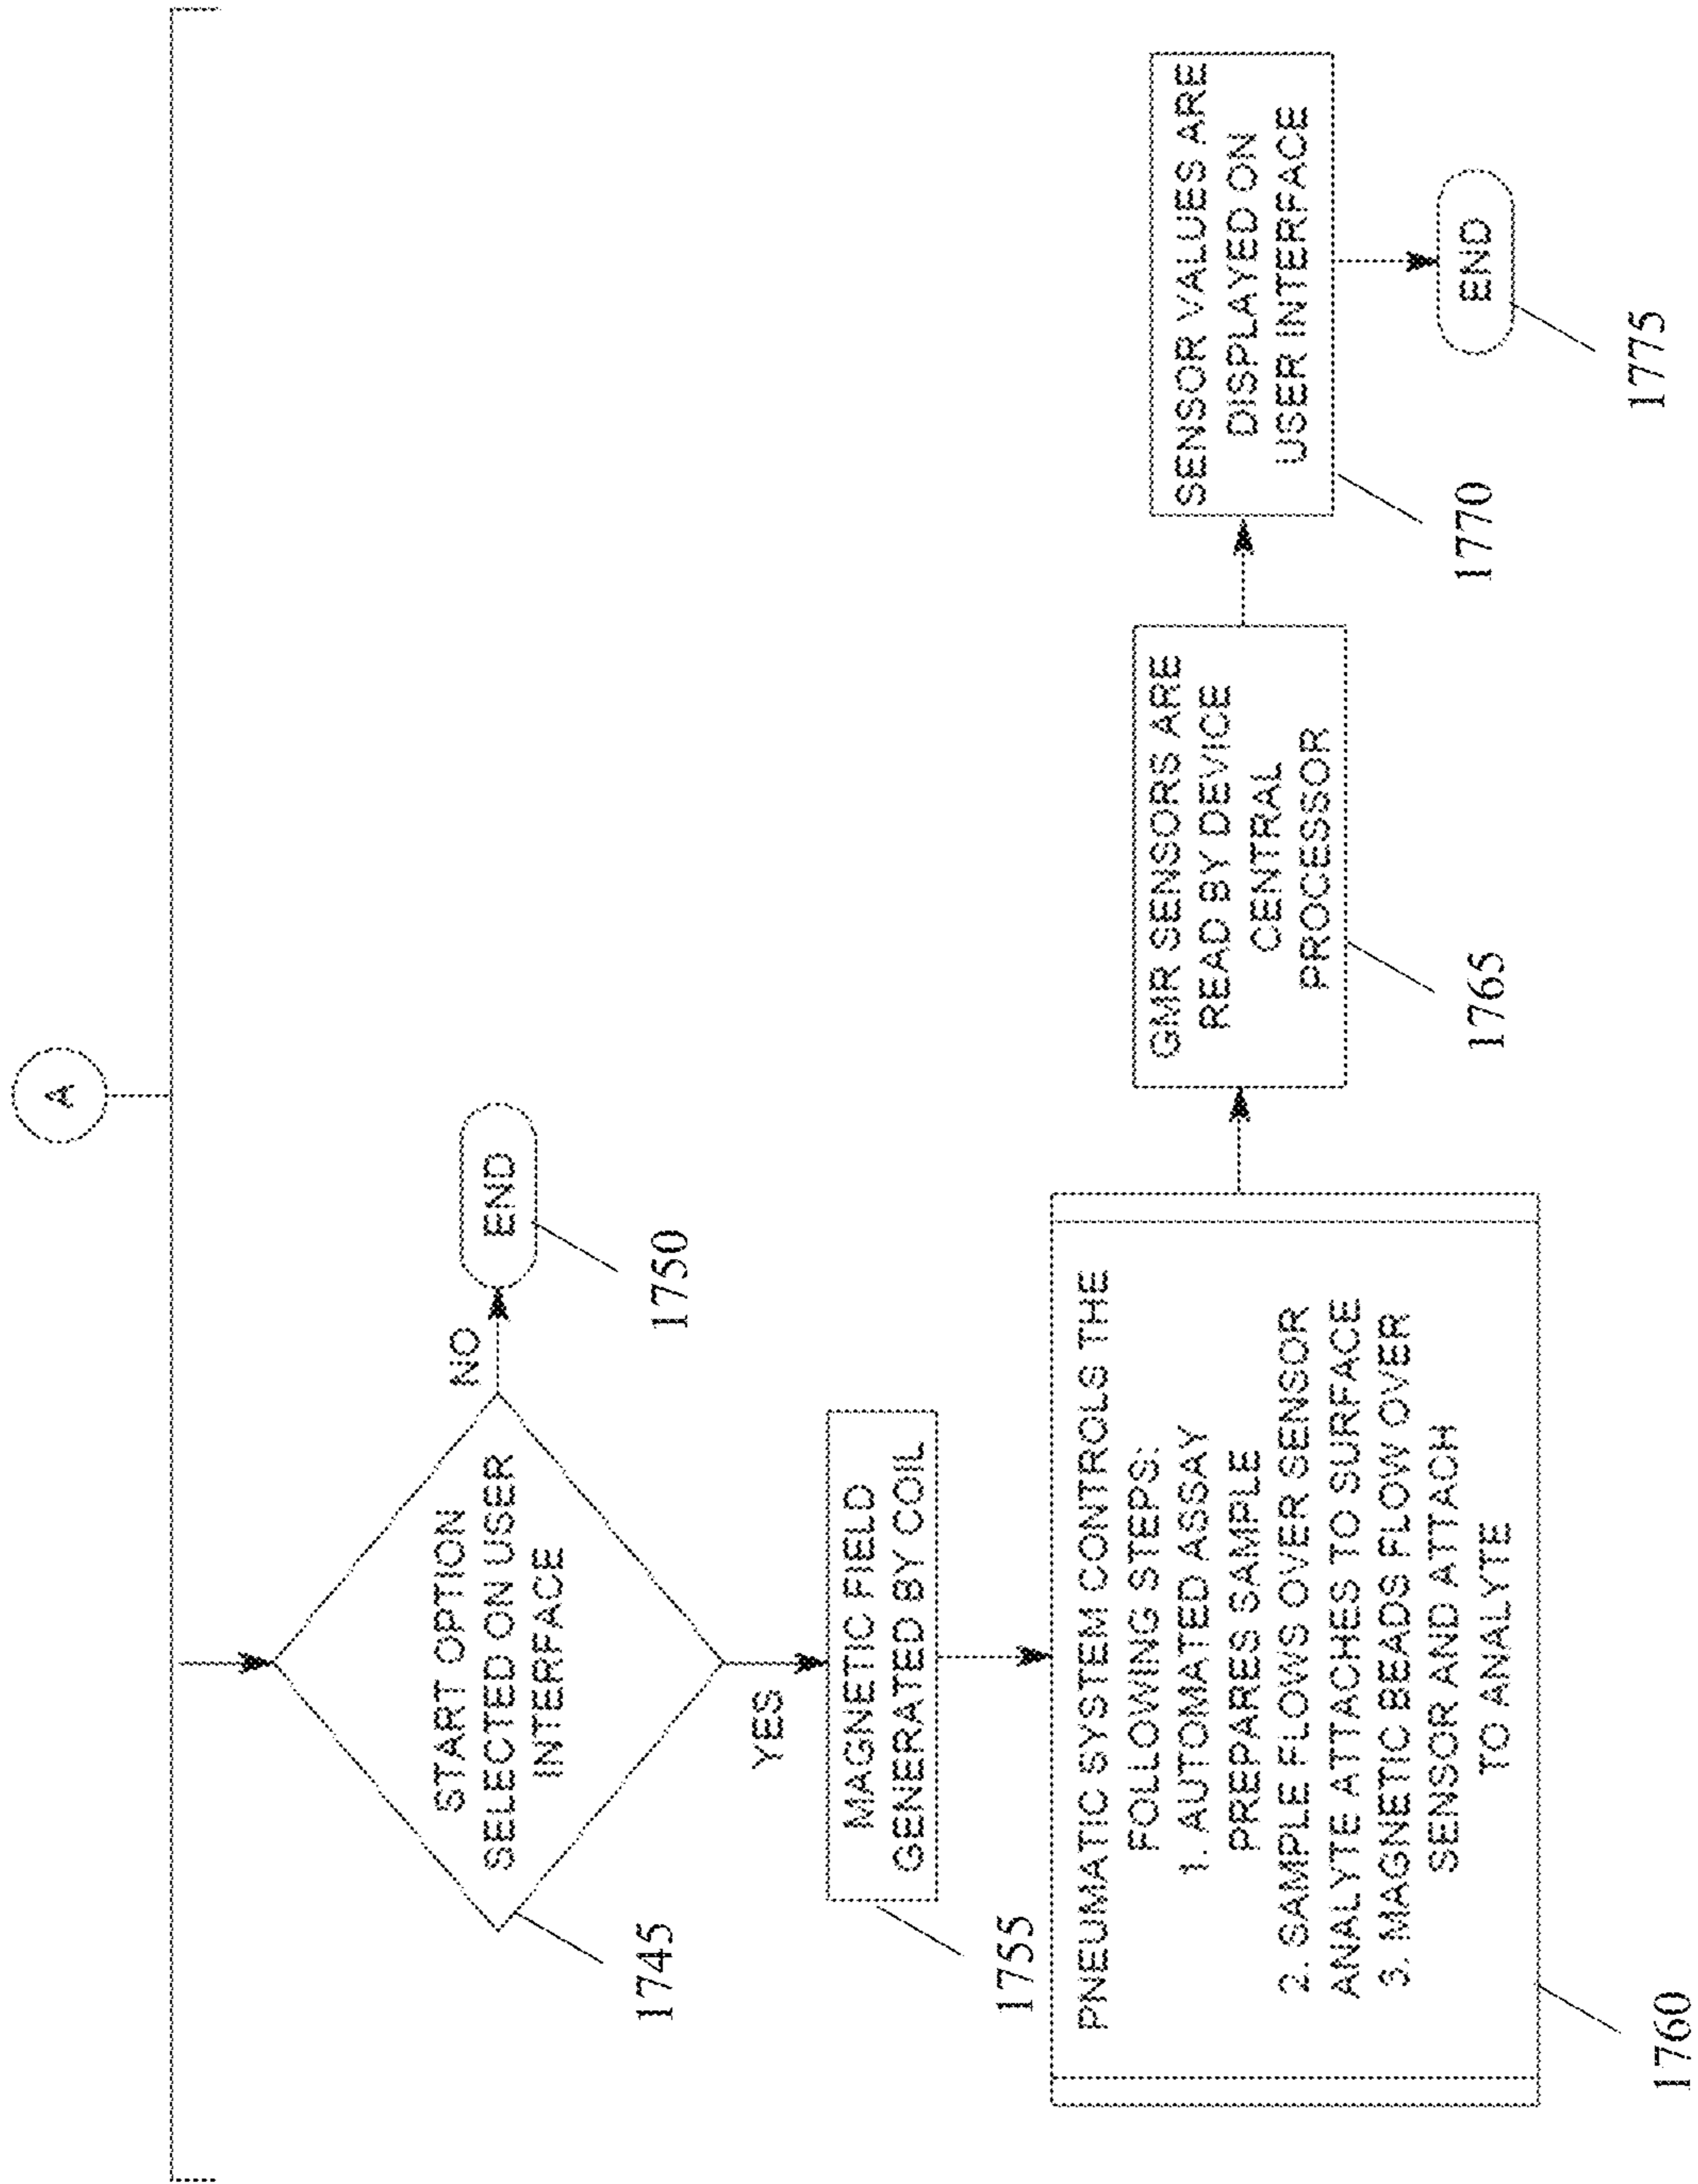 A
START OPTION
SELECTED ON USER
INTERFACE
1745
NO
END
1750
YES
MAGNETIC FIELD
GENERATED BY COIL
1755
PNEUMATIC SYSTEM CONTROLS THE
FOLLOWING STEPS:
1. AUTOMATED ASSAY
PREPARES SAMPLE
2. SAMPLE FLOWS OVER SENSOR
ANALYTE ATTACHES TO SURFACE
3. MAGNETIC BEADS FLOW OVER
SENSOR AND ATTACH
TO ANALYTE
1760
GMR SENSORS ARE
READ BY DEVICE
CENTRAL
PROCESSOR
1765
SENSOR VALUES ARE
DISPLAYED ON
USER INTERFACE
1770
END
1775